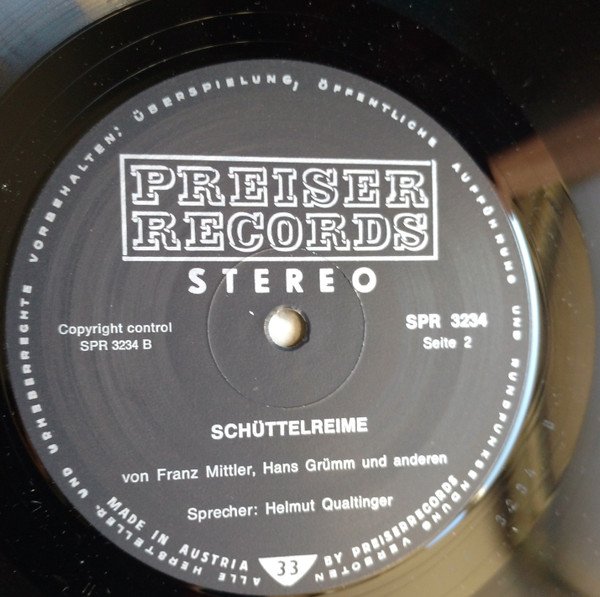 ALLE HERSTELLER- UND URHEBERRECHTE VORBEHALTEN; ÜBERSPIELUNG, ÖFFENTLICHE AUFFÜHRUNG UND RUNDFUNKSENDUNG VERBOTEN
PREISER
RECORDS
STEREO
Copyright control
SPR 3234 B
SPR 3234
Seite 2
SCHÜTTELREIME
von Franz Mittler, Hans Grümm und anderen
Sprecher: Helmut Qualtinger
MADE IN AUSTRIA
33
BY PREISERRECORDS